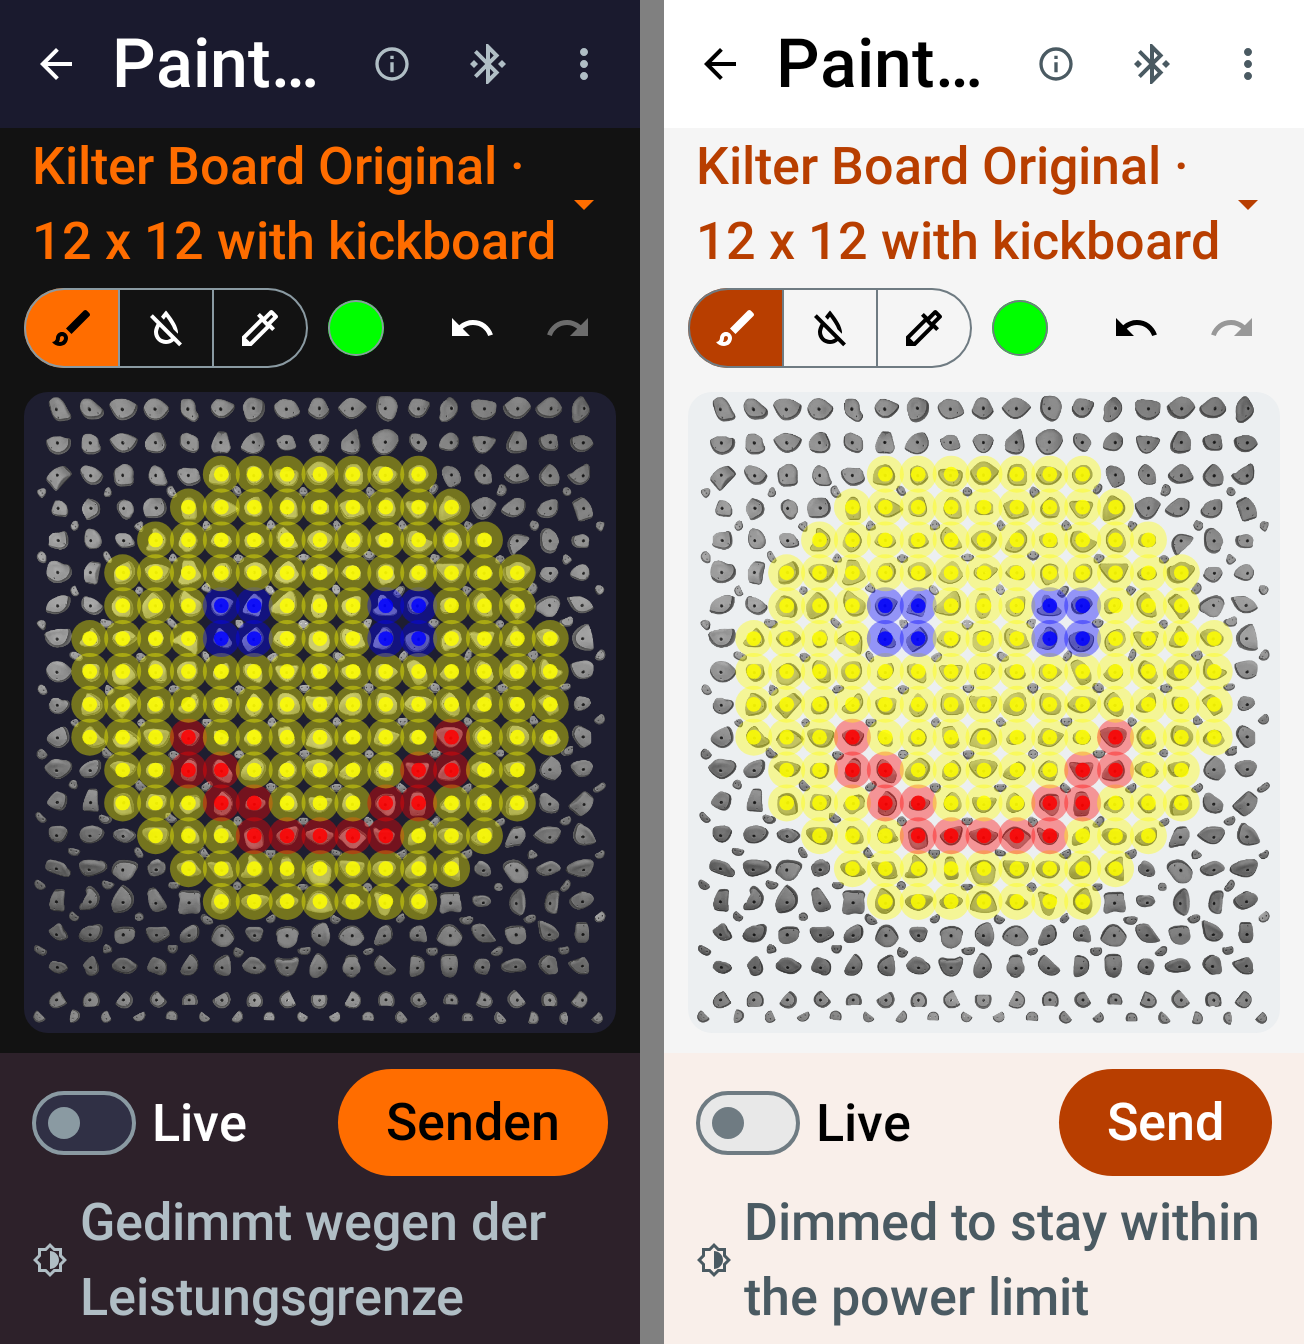 Paint...
Kilter Board Original ·
12 x 12 with kickboard
Live
Senden
Gedimmt wegen der
Leistungsgrenze
Paint...
Kilter Board Original ·
12 x 12 with kickboard
Live
Send
Dimmed to stay within
the power limit